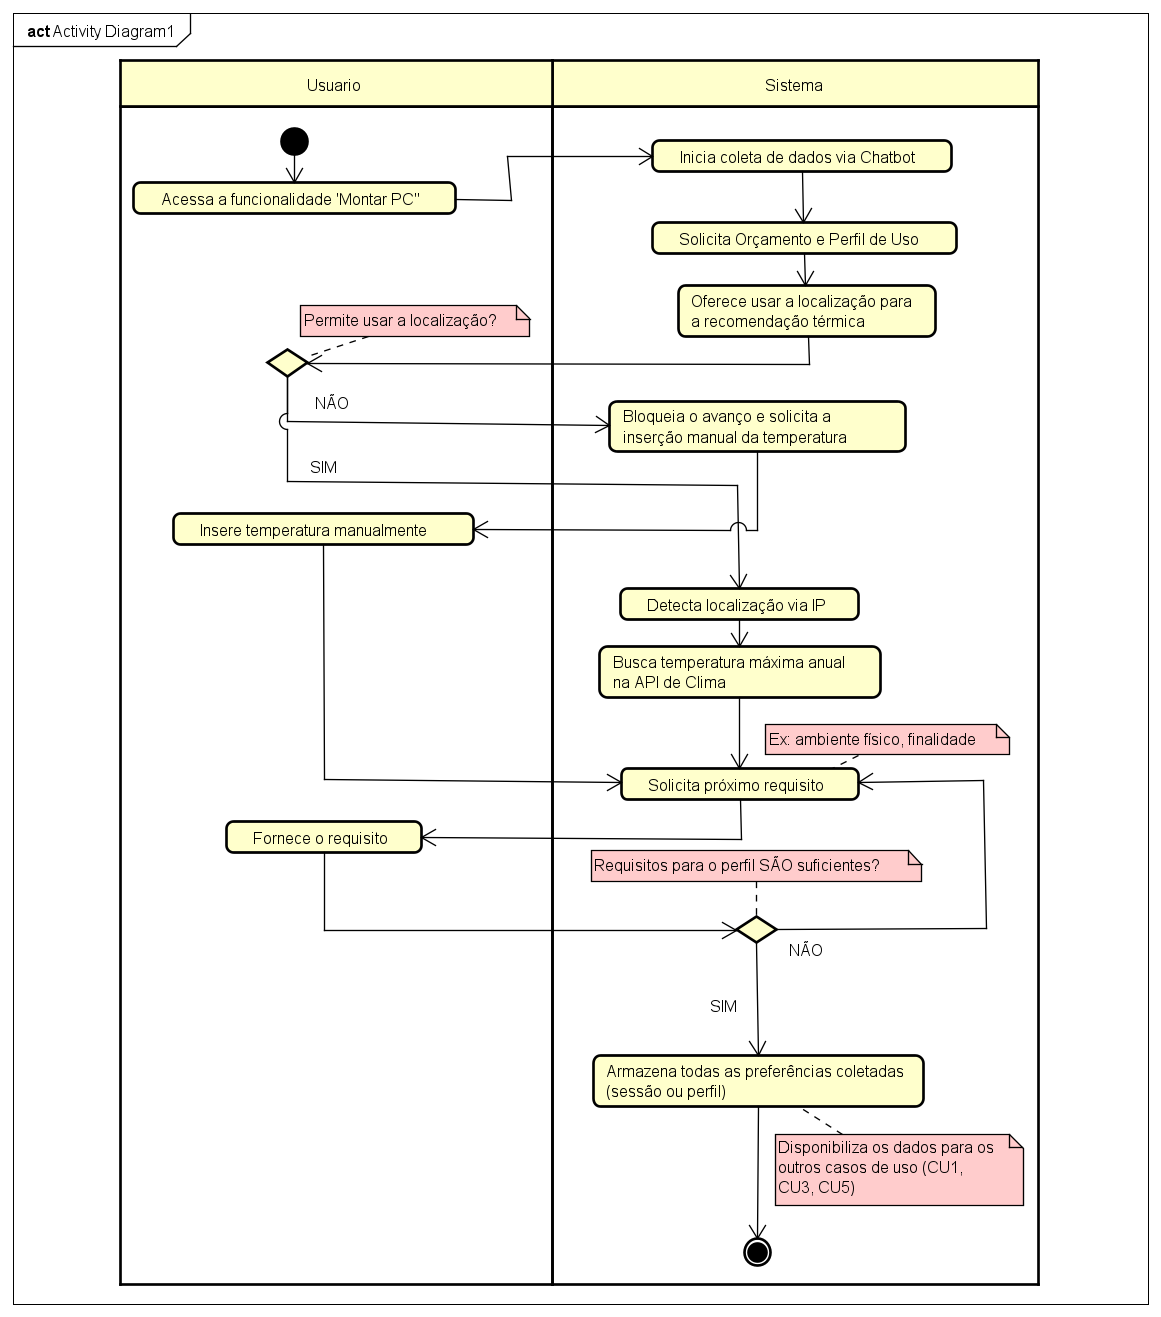 act Activity Diagram1
Usuario
Sistema
Inicia coleta de dados via Chatbot
Acessa a funcionalidade 'Montar PC"
Solicita Orçamento e Perfil de Uso
Oferece usar a localização para
a recomendação térmica
Permite usar a localização?
NÃO
Bloqueia o avanço e solicita a
inserção manual da temperatura
SIM
Insere temperatura manualmente
Detecta localização via IP
Busca temperatura máxima anual
na API de Clima
Ex: ambiente físico, finalidade
Solicita próximo requisito
Fornece o requisito
Requisitos para o perfil SÃO suficientes?
NÃO
SIM
Armazena todas as preferências coletadas
(sessão ou perfil)
Disponibiliza os dados para os
outros casos de uso (CU1,
CU3, CU5)